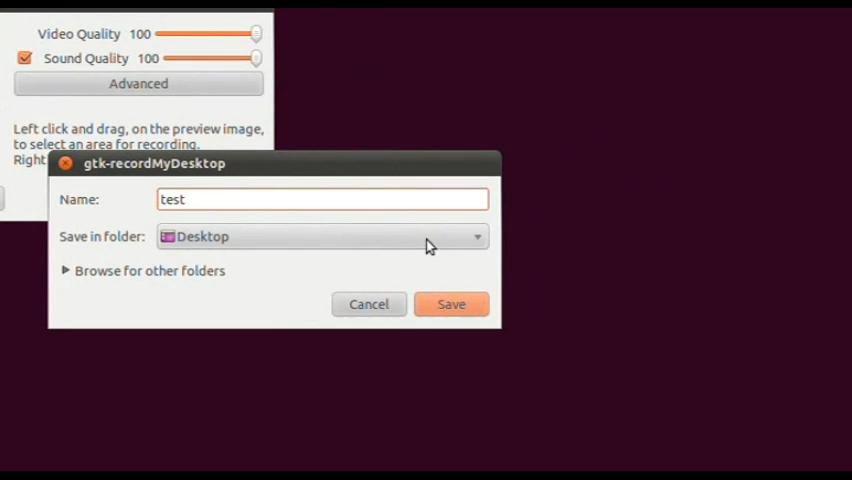 Video Quality 100
Sound Quality 100
Advanced
Left click and drag, on the preview image,
to select an area for recording.
Right
gtk-recordMyDesktop
Name: test
Save in folder: Desktop
Browse for other folders
Cancel Save